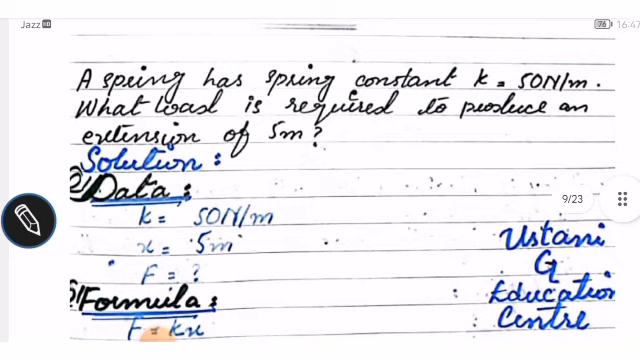 Jazz HD
76
16:47
A spring has spring constant k = 50N/m.
What load is required to produce an
extension of 5m?
Solution :
Data :
k = 50N/m
x = 5m
F = ?
9/23
Formula :
F = kx
Ustani
G
Education
Centre